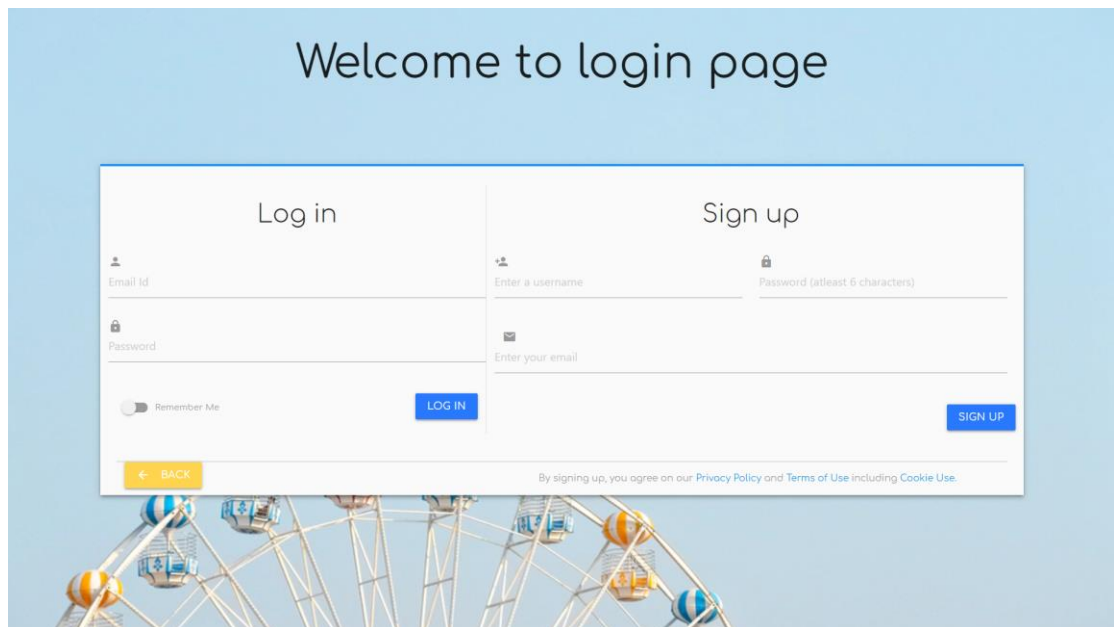 Welcome to login page
Log in
Email Id
Password
Remember Me
LOG IN
Sign up
Enter a username
Password (atleast 6 characters)
Enter your email
SIGN UP
BACK
By signing up, you agree on our Privacy Policy and Terms of Use including Cookie Use.